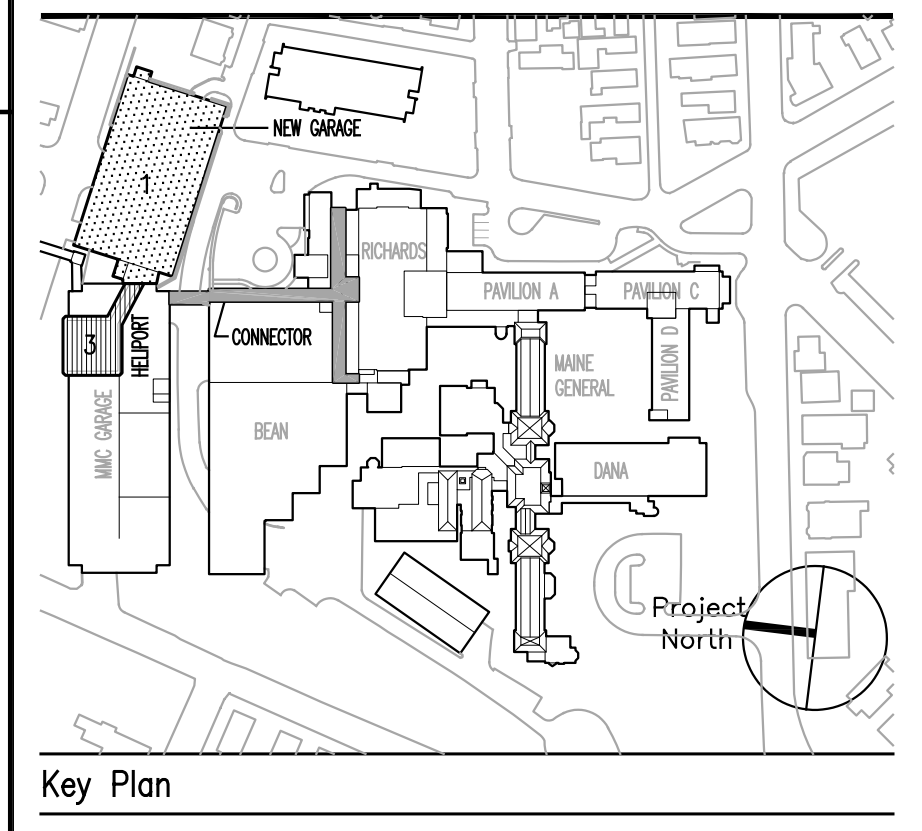 NEW GARAGE
1
RICHARDS
PAVILION A
PAVILION C
CONNECTOR
3
HELIPORT
MAINE
GENERAL
PAVILION D
MMC GARAGE
BEAN
DANA
Project
North
Key Plan